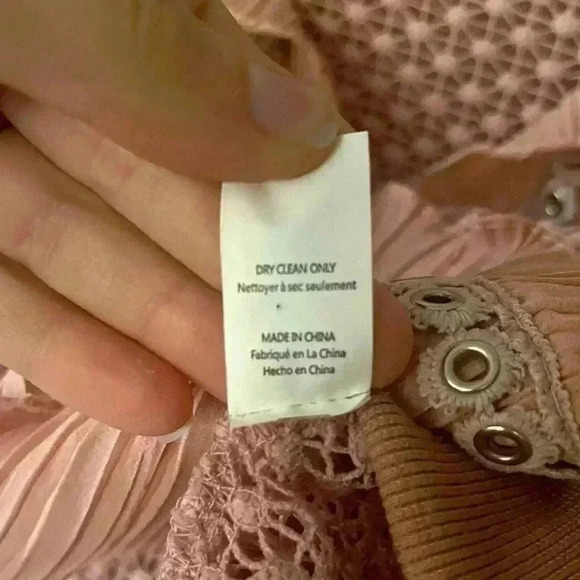 DRY CLEAN ONLY
Nettoyer à sec seulement
MADE IN CHINA
Fabriqué en La China
Hecho en China